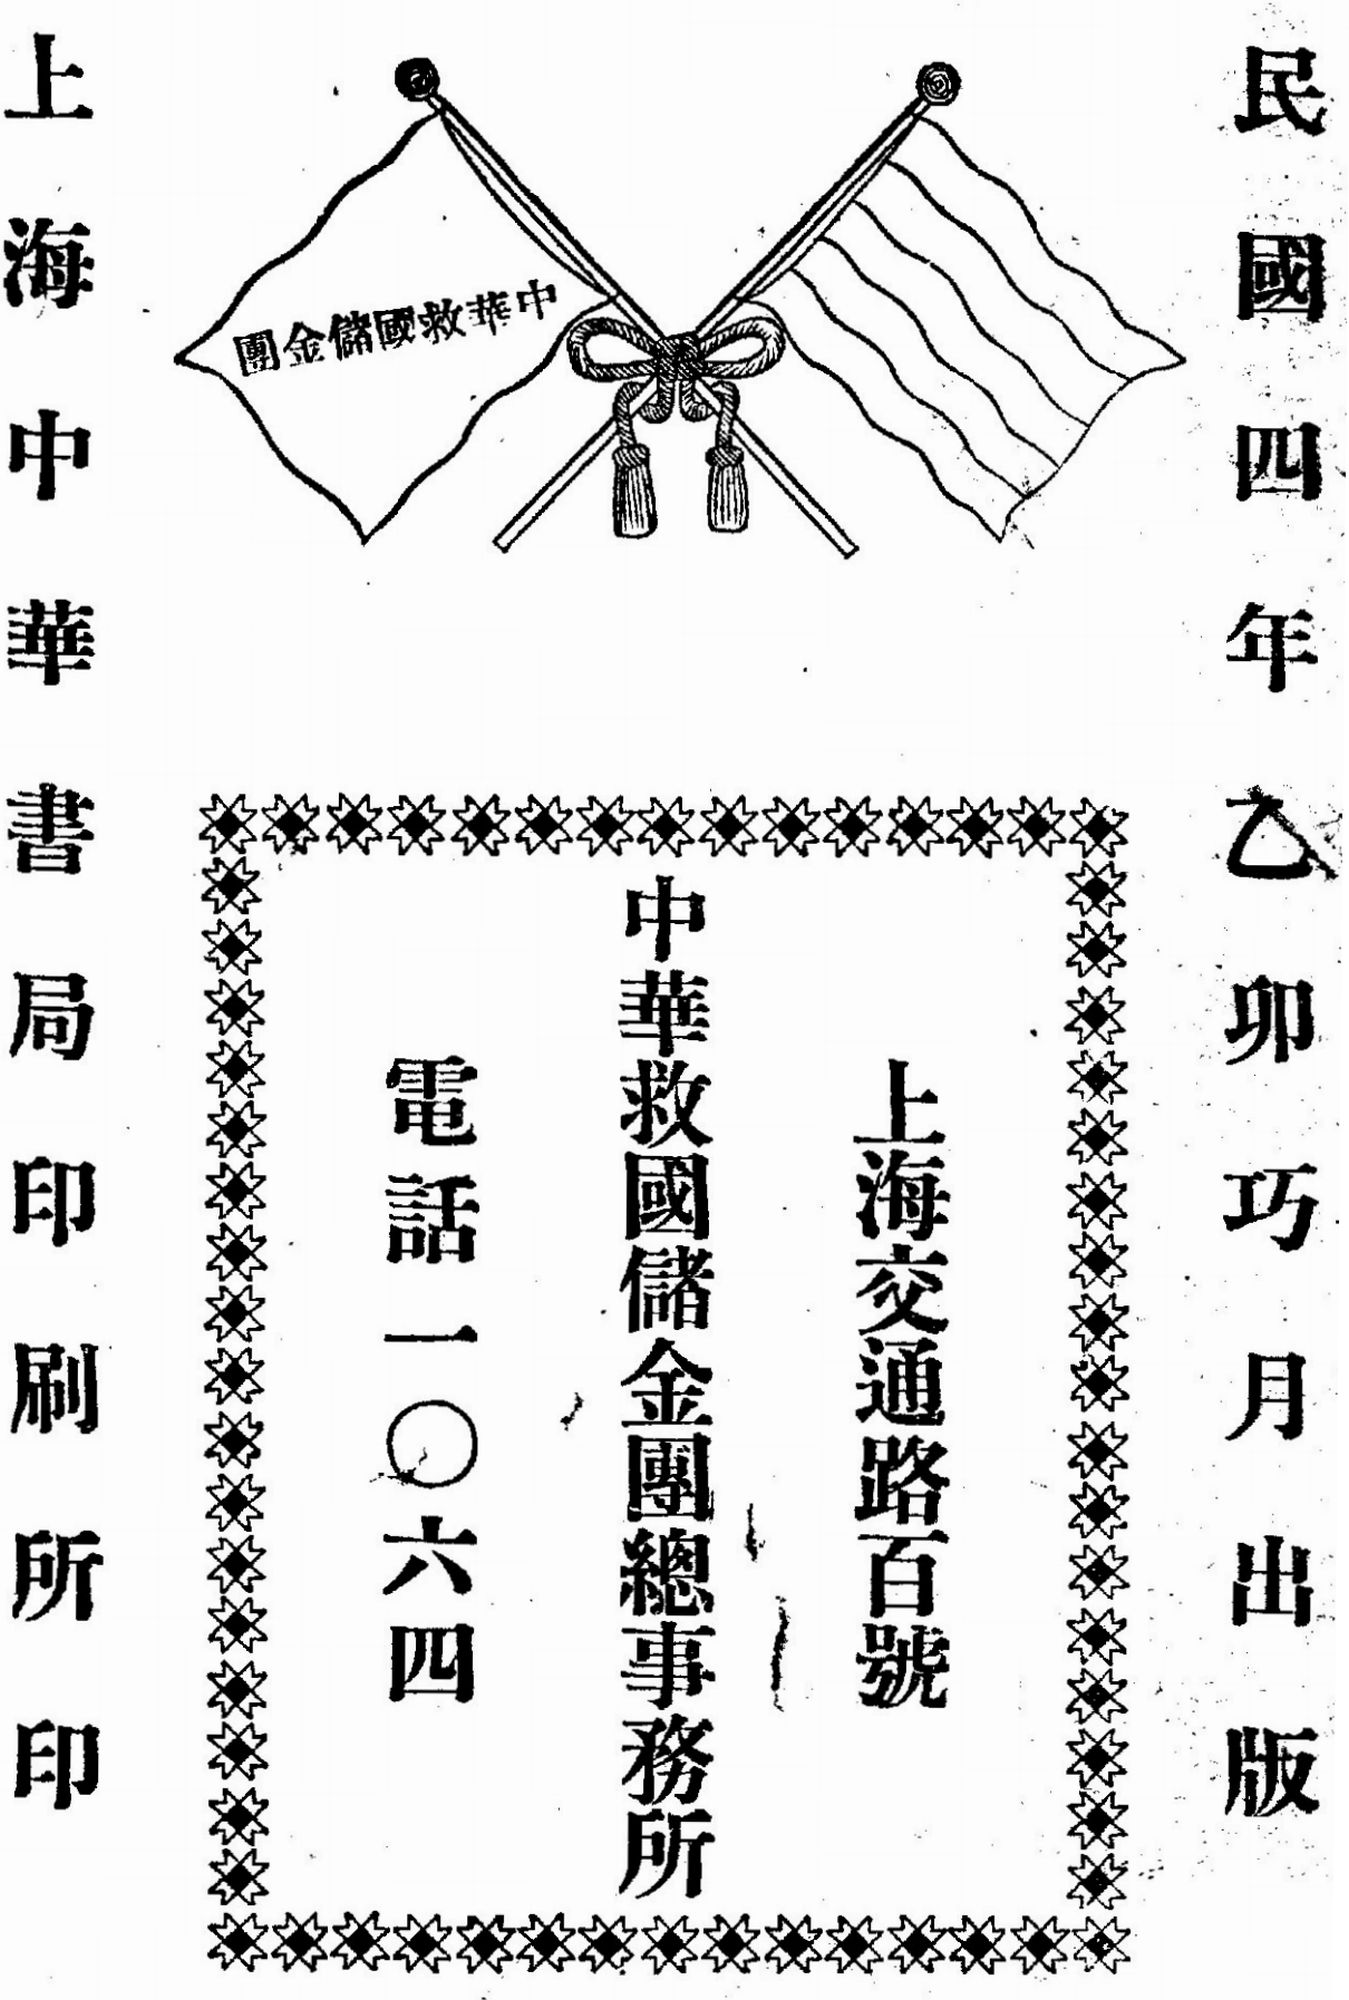 民國四年乙卯巧月出版
中華救國儲金團
上海交通路百號
中華救國儲金團總事務所
電話一〇六四
上海中華書局印刷所印